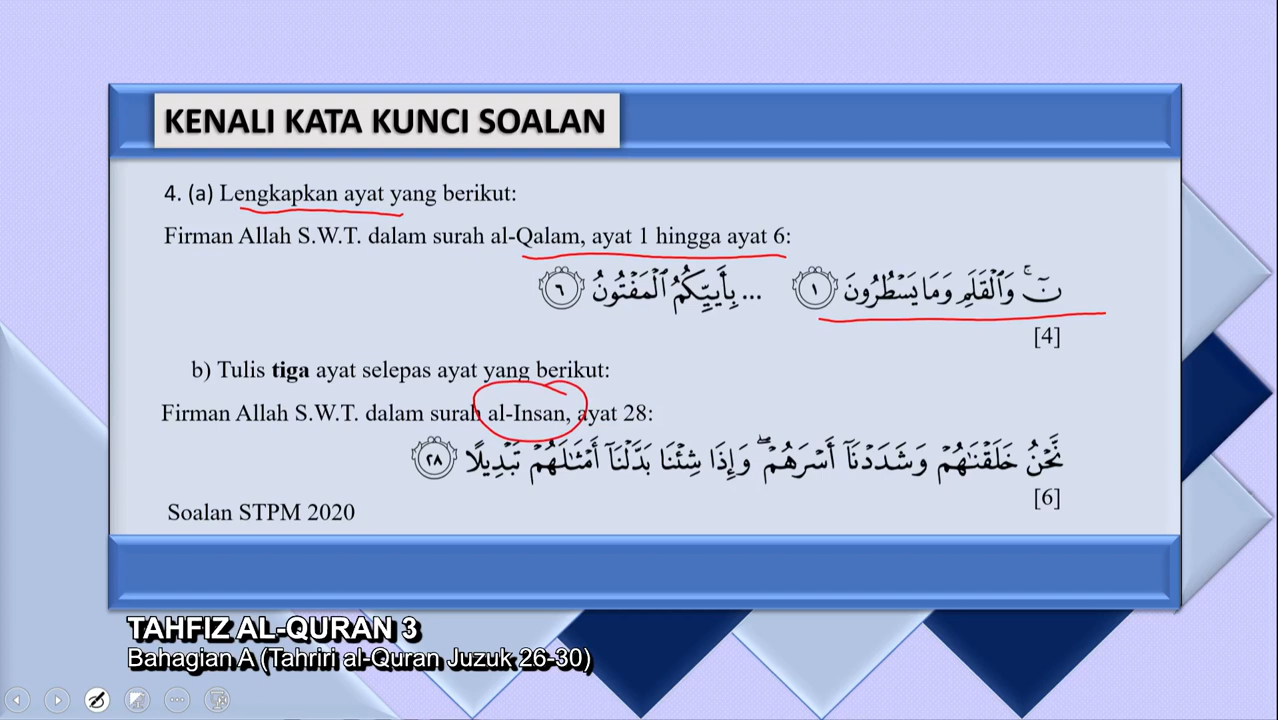 KENALI KATA KUNCI SOALAN
4. (a) Lengkapkan ayat yang berikut:
Firman Allah S.W.T. dalam surah al-Qalam, ayat 1 hingga ayat 6:
نٓ ۚ وَٱلْقَلَمِ وَمَا يَسْطُرُونَ ١ ... بِأَييِّكُمُ ٱلْمَفْتُونُ ٦
[4]
b) Tulis tiga ayat selepas ayat yang berikut:
Firman Allah S.W.T. dalam surah al-Insan, ayat 28:
نَّحْنُ خَلَقْنَٰهُمْ وَشَدَدْنَآ أَسْرَهُمْ ۖ وَإِذَا شِئْنَا بَدَّلْنَآ أَمْثَٰلَهُمْ تَبْدِيلًا ٢٨
[6]
Soalan STPM 2020
TAHFIZ AL-QURAN 3
Bahagian A (Tahriri al-Quran Juzuk 26-30)